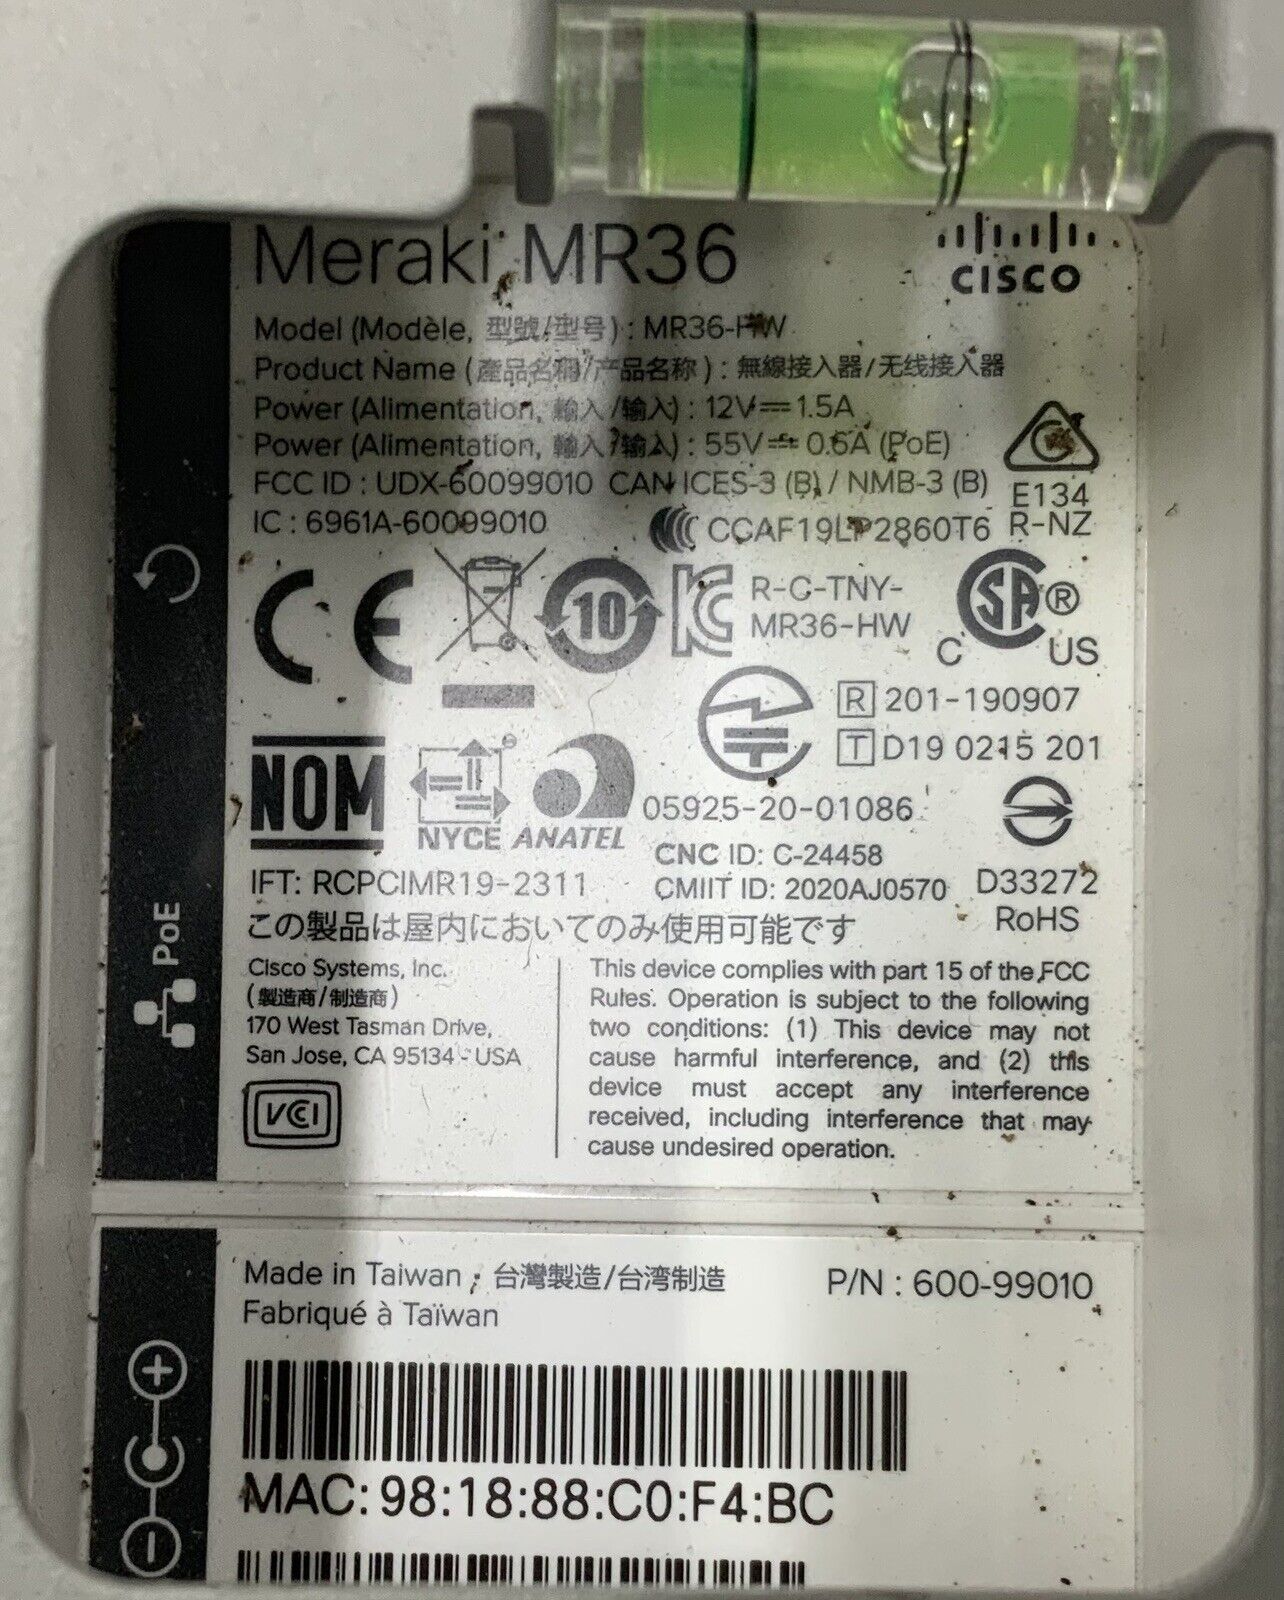 Meraki MR36
CISCO
Model (Modèle, 型號/型号) : MR36-HW
Product Name (產品名稱/产品名称) : 無線接入器/无线接入器
Power (Alimentation, 輸入/输入) : 12V⎓1.5A
Power (Alimentation, 輸入/输入) : 55V⎓0.6A (PoE)
FCC ID : UDX-60099010 CAN ICES-3 (B) / NMB-3 (B)
E134
IC : 6961A-60099010
CCAF19LP2860T6
R-NZ
CE
10
R-C-TNY-
MR36-HW
C SA ® US
R 201-190907
T D19 0215 201
NOM
NYCE
ANATEL
05925-20-01086
CNC ID: C-24458
IFT: RCPCIMR19-2311
CMIIT ID: 2020AJ0570
D33272
RoHS
この製品は屋内においてのみ使用可能です
PoE
Cisco Systems, Inc.
(製造商/制造商)
170 West Tasman Drive,
San Jose, CA 95134 - USA
VCCI
This device complies with part 15 of the FCC
Rules. Operation is subject to the following
two conditions: (1) This device may not
cause harmful interference, and (2) this
device must accept any interference
received, including interference that may
cause undesired operation.
Made in Taiwan ; 台灣製造/台湾制造
Fabriqué à Taïwan
P/N : 600-99010
MAC: 98:18:88:C0:F4:BC